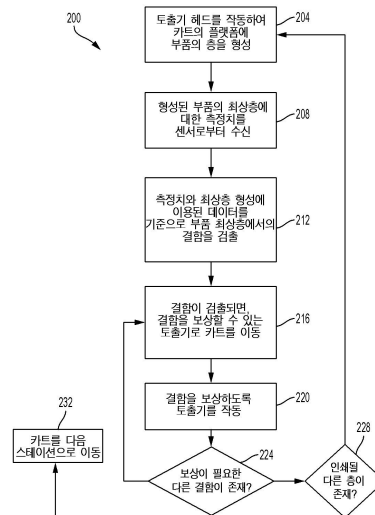 200
토출기 헤드를 작동하여
카트의 플랫폼에
부품의 층을 형성
204
형성된 부품의 최상층에
대한 측정치를
센서로부터 수신
208
측정치와 최상층 형성에
이용된 데이터를
기준으로 부품 최상층에서의
결함을 검출
212
결함이 검출되면,
결함을 보상할 수 있는
토출기로 카트를 이동
216
결함을 보상하도록
토출기를 작동
220
보상이 필요한
다른 결함이 존재?
224
인쇄될
다른 층이
존재?
228
232
카트를 다음
스테이션으로 이동